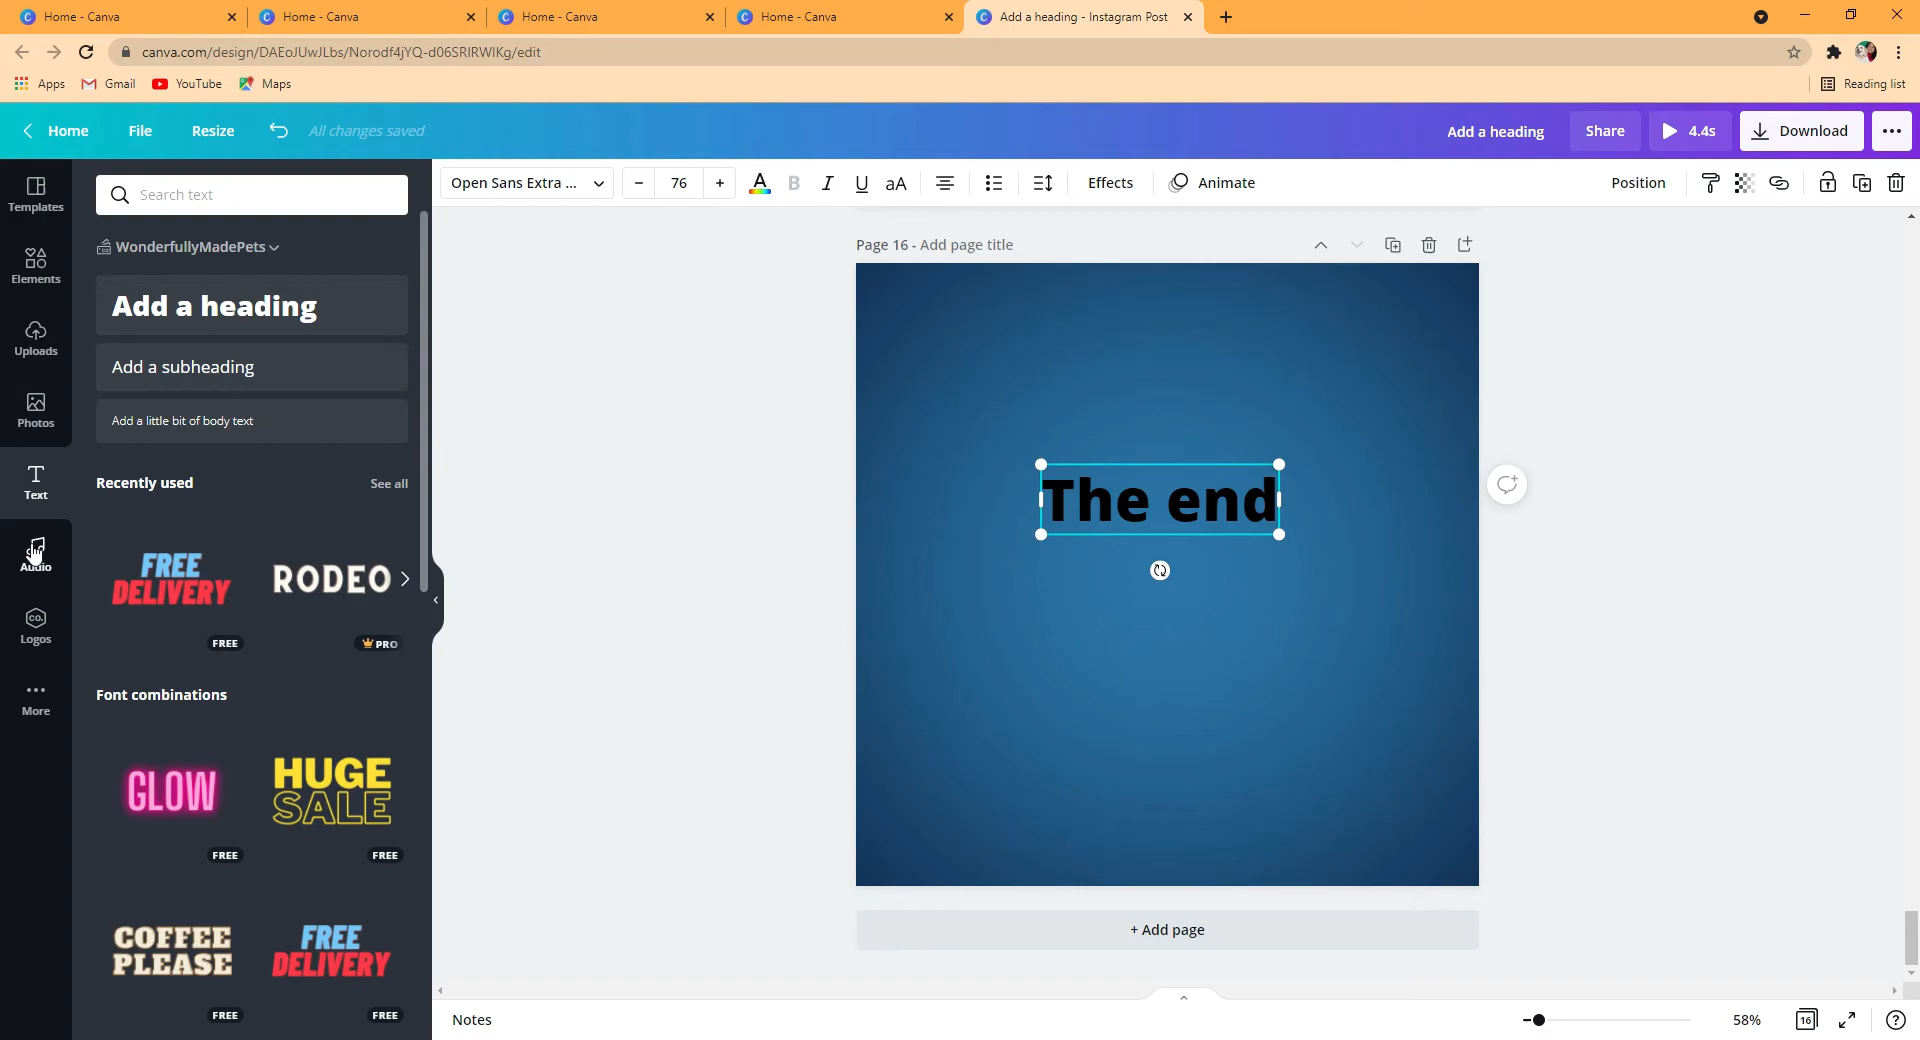 Home - Canva
Home - Canva
Home - Canva
Home - Canva
Add a heading - Instagram Post
canva.com/design/DAEoJUwJLbs/Norodf4jYQ-d06SRIRWIKg/edit
Apps
Gmail
YouTube
Maps
Reading list
Home
File
Resize
All changes saved
Add a heading
Share
4.4s
Download
Templates
Elements
Uploads
Photos
Text
Audio
Logos
More
Search text
WonderfullyMadePets
Add a heading
Add a subheading
Add a little bit of body text
Recently used
See all
FREE
DELIVERY
FREE
RODEO
PRO
Font combinations
GLOW
FREE
HUGE
SALE
FREE
COFFEE
PLEASE
FREE
FREE
DELIVERY
FREE
Open Sans Extra ...
76
A
B
I
U
aA
Effects
Animate
Position
Page 16 - Add page title
The end
+ Add page
Notes
58%
16